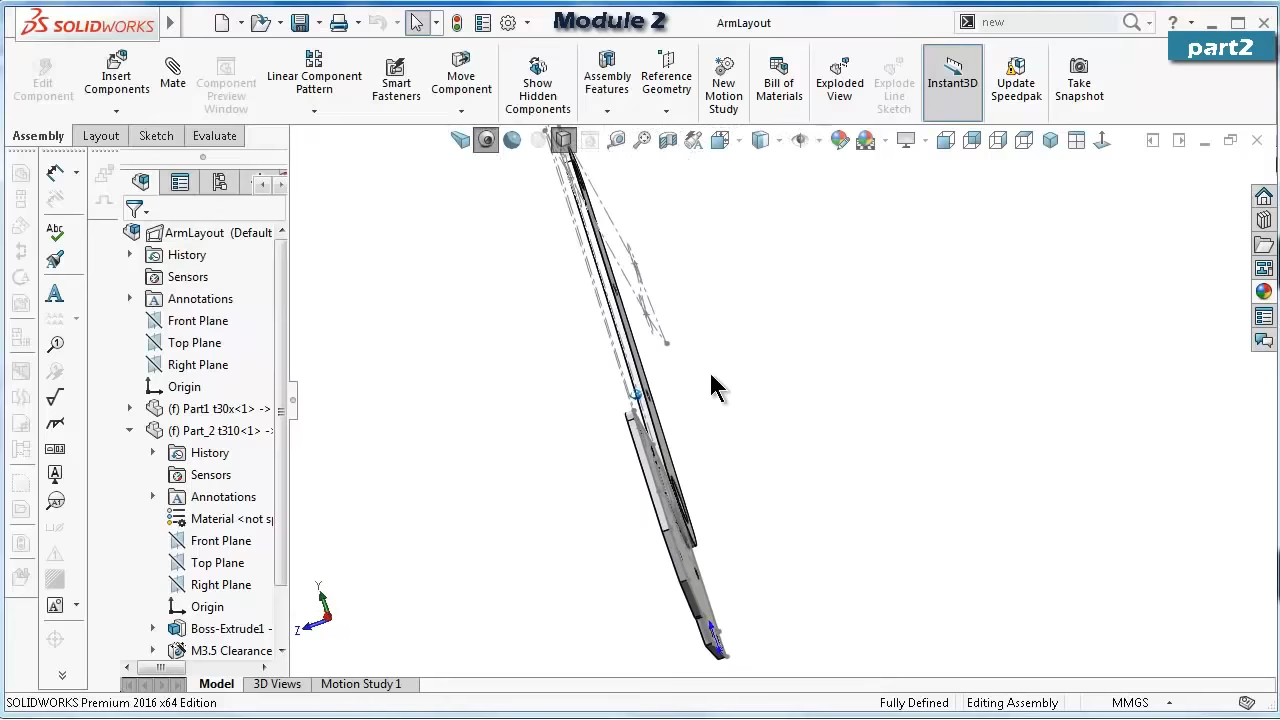 SOLIDWORKS
Module 2
ArmLayout
new
part2
Edit Component
Insert Components
Mate
Component Preview Window
Linear Component Pattern
Smart Fasteners
Move Component
Show Hidden Components
Assembly Features
Reference Geometry
New Motion Study
Bill of Materials
Exploded View
Explode Line Sketch
Instant3D
Update Speedpak
Take Snapshot
Assembly
Layout
Sketch
Evaluate
ArmLayout (Default
History
Sensors
Annotations
Front Plane
Top Plane
Right Plane
Origin
(f) Part1 t30x<1> ->
(f) Part_2 t310<1> ->
History
Sensors
Annotations
Material <not sp
Front Plane
Top Plane
Right Plane
Origin
Boss-Extrude1 -
M3.5 Clearance
Y
Z
Model
3D Views
Motion Study 1
SOLIDWORKS Premium 2016 x64 Edition
Fully Defined
Editing Assembly
MMGS